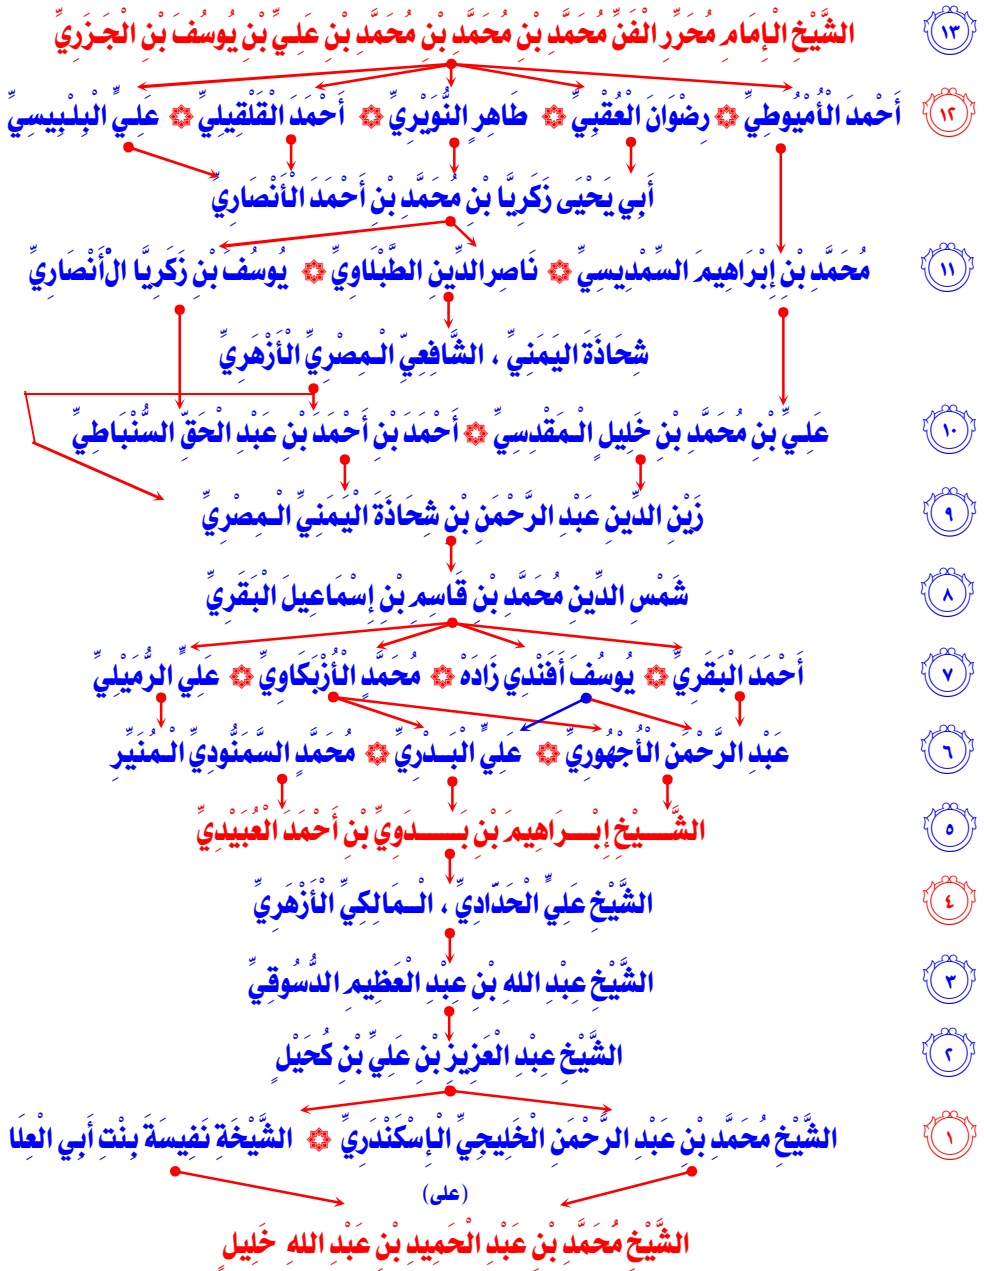 ١٣ الشَّيْخِ الْإِمَامِ مُحَرِّرِ الْفَنِّ مُحَمَّدِ بْنِ مُحَمَّدِ بْنِ مُحَمَّدِ بْنِ عَلِيِّ بْنِ يُوسُفَ بْنِ الْجَزَرِيِّ
١٢ أَحْمَدَ الْأُمْيُوطِيِّ ۞ رِضْوَانَ الْعُقْبِيِّ ۞ طَاهِرٍ النُّوَيْرِيِّ ۞ أَحْمَدَ الْقَلْقِيلِيِّ ۞ عَلِيٍّ الْبِلْبِيسِيِّ
أَبِي يَحْيَى زَكَرِيَّا بْنِ مُحَمَّدِ بْنِ أَحْمَدَ الْأَنْصَارِيِّ
١١ مُحَمَّدِ بْنِ إِبْرَاهِيمَ السَّمْدِيسِيِّ ۞ نَاصِرِ الدِّينِ الطَّبْلَاوِيِّ ۞ يُوسُفَ بْنِ زَكَرِيَّا الْأَنْصَارِيِّ
شِحَاذَةَ اليَمَنِيِّ ، الشَّافِعِيِّ الْمِصْرِيِّ الْأَزْهَرِيِّ
١٠ عَلِيِّ بْنِ مُحَمَّدِ بْنِ خَلِيلٍ الْمَقْدِسِيِّ ۞ أَحْمَدَ بْنِ أَحْمَدَ بْنِ عَبْدِ الْحَقِّ السُّنْبَاطِيِّ
٩ زَيْنِ الدِّينِ عَبْدِ الرَّحْمَنِ بْنِ شِحَاذَةَ الْيَمَنِيِّ الْمِصْرِيِّ
٨ شَمْسِ الدِّينِ مُحَمَّدِ بْنِ قَاسِمِ بْنِ إِسْمَاعِيلَ الْبَقَرِيِّ
٧ أَحْمَدَ الْبَقَرِيِّ ۞ يُوسُفَ أَفَنْدِي زَادَهْ ۞ مُحَمَّدٍ الْأُزْبَكَاوِيِّ ۞ عَلِيٍّ الرُّمَيْلِيِّ
٦ عَبْدِ الرَّحْمَنِ الْأُجْهُورِيِّ ۞ عَلِيٍّ الْبَدْرِيِّ ۞ مُحَمَّدٍ السَّمَنُّودِيِّ الْمُنَيِّرِ
٥ الشَّيْخِ إِبْرَاهِيمَ بْنِ بَدَوِيِّ بْنِ أَحْمَدَ الْعُبَيْدِيِّ
٤ الشَّيْخِ عَلِيٍّ الْحَدَّادِيِّ ، الْمَالِكِيِّ الْأَزْهَرِيِّ
٣ الشَّيْخِ عَبْدِ اللهِ بْنِ عَبْدِ الْعَظِيمِ الدُّسُوقِيِّ
٢ الشَّيْخِ عَبْدِ الْعَزِيزِ بْنِ عَلِيِّ بْنِ كُحَيْلٍ
١ الشَّيْخِ مُحَمَّدِ بْنِ عَبْدِ الرَّحْمَنِ الْخَلِيجِيِّ الْإِسْكَنْدَرِيِّ ۞ الشَّيْخَةِ نَفِيسَةَ بِنْتِ أَبِي الْعِلَا
(على)
الشَّيْخِ مُحَمَّدِ بْنِ عَبْدِ الْحَمِيدِ بْنِ عَبْدِ اللهِ خَلِيلٍ